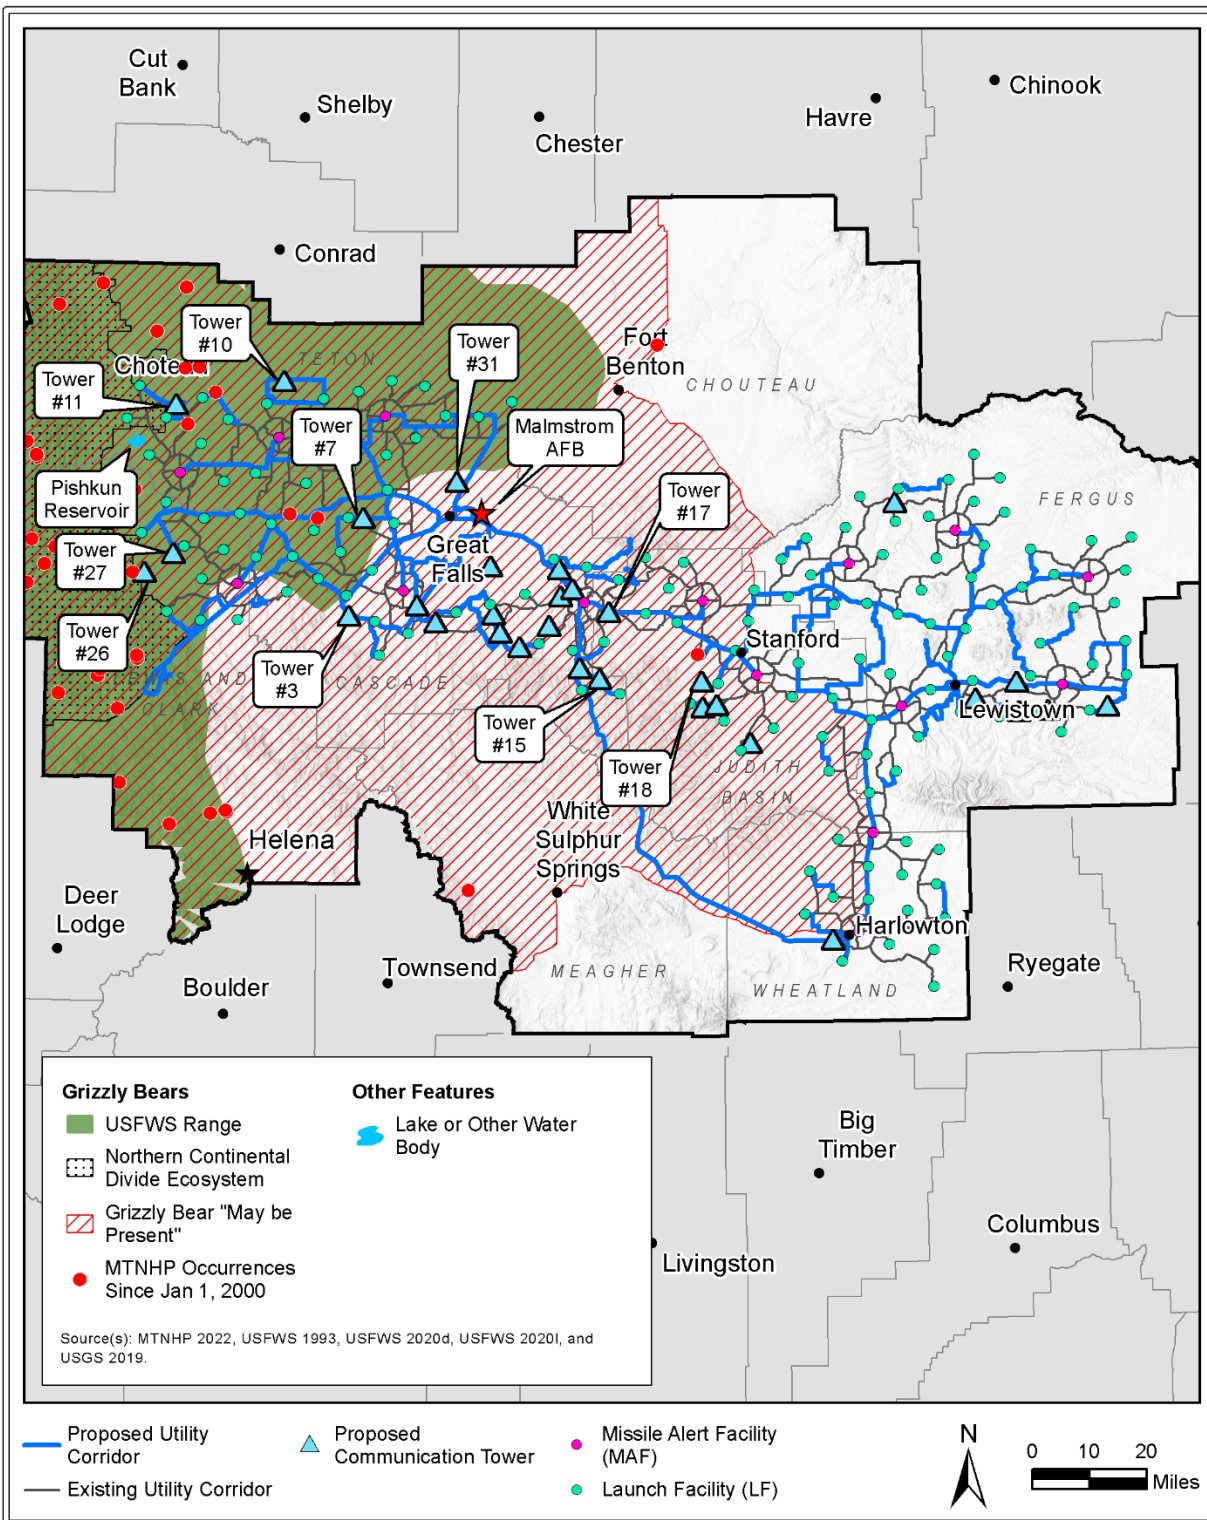 Cut
Bank
Shelby
Chester
Havre
Chinook
Conrad
Tower
#10
TETON
Tower
#31
Fort
Benton
Choteau
CHOUTEAU
Tower
#11
Tower
#7
Malmstrom
AFB
Pishkun
Reservoir
Tower
#17
FERGUS
Great
Falls
Tower
#27
Tower
#26
Stanford
Tower
#3
LEWIS AND
CLARK
CASCADE
Lewistown
Tower
#15
Tower
#18
JUDITH
BASIN
White
Sulphur
Springs
Helena
Deer
Lodge
Harlowton
Townsend
MEAGHER
Ryegate
Boulder
WHEATLAND
Grizzly Bears
USFWS Range
Northern Continental
Divide Ecosystem
Grizzly Bear "May be
Present"
MTNHP Occurrences
Since Jan 1, 2000
Other Features
Lake or Other Water
Body
Source(s): MTNHP 2022, USFWS 1993, USFWS 2020d, USFWS 2020l, and
USGS 2019.
Big
Timber
Columbus
Livingston
Proposed Utility
Corridor
Existing Utility Corridor
Proposed
Communication Tower
Missile Alert Facility
(MAF)
Launch Facility (LF)
N
0 10 20
Miles